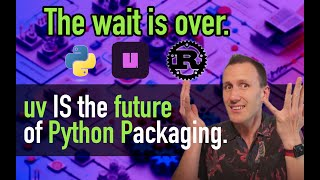 The wait is over.
u
R
uv IS the future
of Python Packaging.